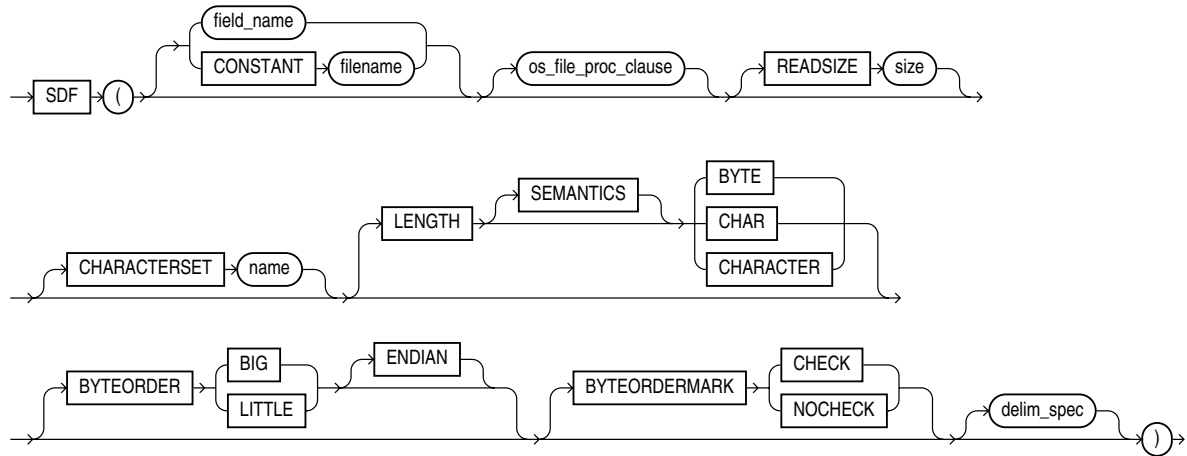 field_name
CONSTANT filename
os_file_proc_clause
READSIZE size
SDF (
SEMANTICS
BYTE
LENGTH
CHAR
CHARACTERSET name
CHARACTER
BIG
ENDIAN
CHECK
BYTEORDER
BYTEORDERMARK
LITTLE
NOCHECK
delim_spec
)